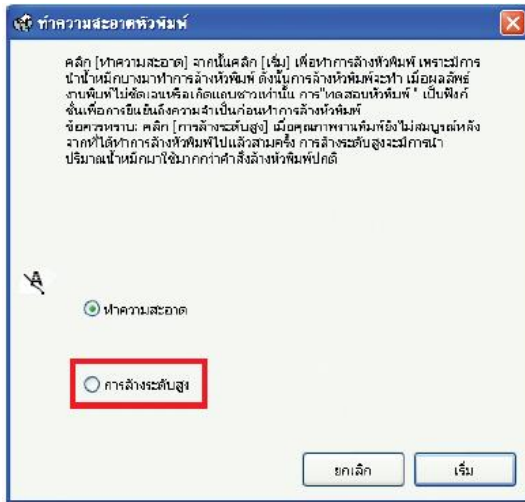 ทำความสะอาดหัวพิมพ์
คลิก [ทำความสะอาด] จากนั้นคลิก [เริ่ม] เพื่อทำการล้างหัวพิมพ์ เพราะมีการ
นำน้ำหมึกบางมาทำการล้างหัวพิมพ์ ดังนั้นการล้างหัวพิมพ์จะทำ เมื่อผลลัพธ์
งานพิมพ์ไม่ชัดเจนหรือเกิดแถบขาวเท่านั้น การ"ทดสอบหัวพิมพ์ " เป็นฟังก์
ชั่นเพื่อการยืนยันถึงความจำเป็นก่อนทำการล้างหัวพิมพ์
ข้อควรทราบ: คลิก [การล้างระดับสูง] เมื่อคุณภาพงานพิมพ์ยังไม่สมบูรณ์หลัง
จากที่ได้ทำการล้างหัวพิมพ์ไปแล้วสามครั้ง การล้างระดับสูงจะมีการนำ
ปริมาณน้ำหมึกมาใช้มากกว่าคำสั่งล้างหัวพิมพ์ปกติ
A
ทำความสะอาด
การล้างระดับสูง
ยกเลิก
เริ่ม